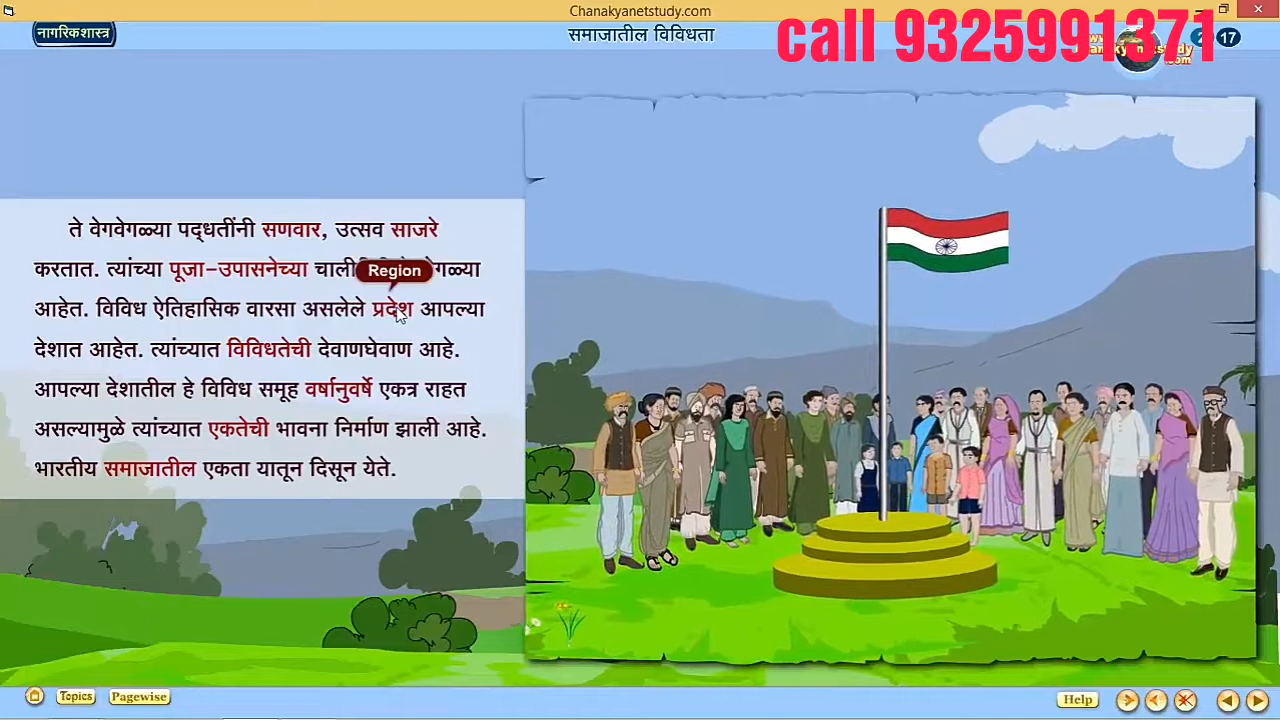 Chanakyanetstudy.com
नागरिकशास्त्र
समाजातील विविधता
call 9325991371
17
ते वेगवेगळ्या पद्धतींनी सणवार, उत्सव साजरे
करतात. त्यांच्या पूजा-उपासनेच्या
Region
आहेत. विविध ऐतिहासिक वारसा असलेले प्रदेश आपल्या
देशात आहेत. त्यांच्यात विविधतेची देवाणघेवाण आहे.
आपल्या देशातील हे विविध समूह वर्षानुवर्षे एकत्र राहत
असल्यामुळे त्यांच्यात एकतेची भावना निर्माण झाली आहे.
भारतीय समाजातील एकता यातून दिसून येते.
Topics
Pagewise
Help